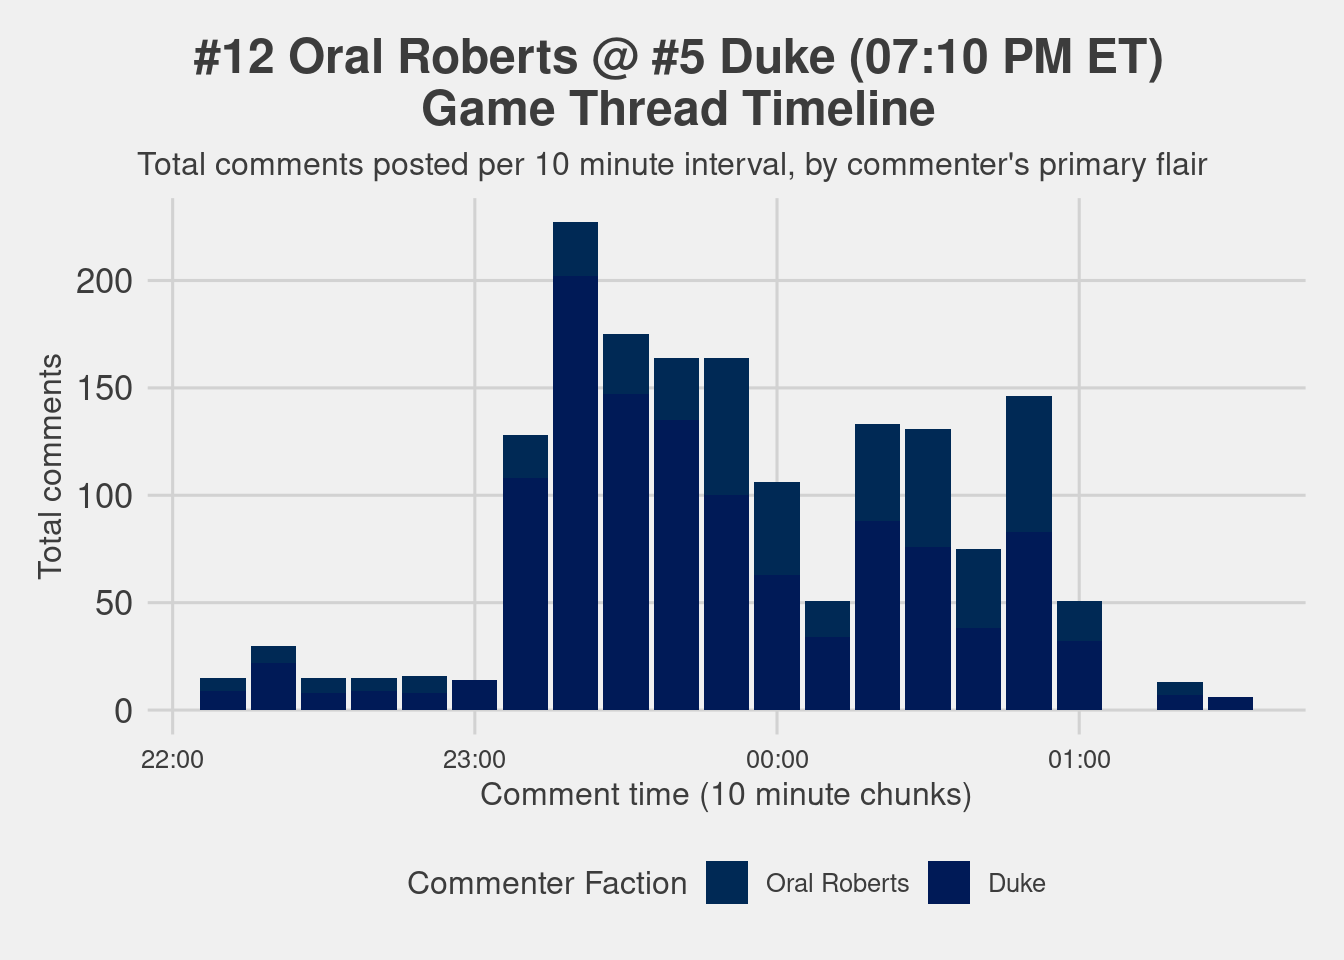 #12 Oral Roberts @ #5 Duke (07:10 PM ET)
Game Thread Timeline
Total comments posted per 10 minute interval, by commenter's primary flair
Total comments
200
150
100
50
0
22:00 23:00 00:00 01:00
Comment time (10 minute chunks)
Commenter Faction Oral Roberts Duke